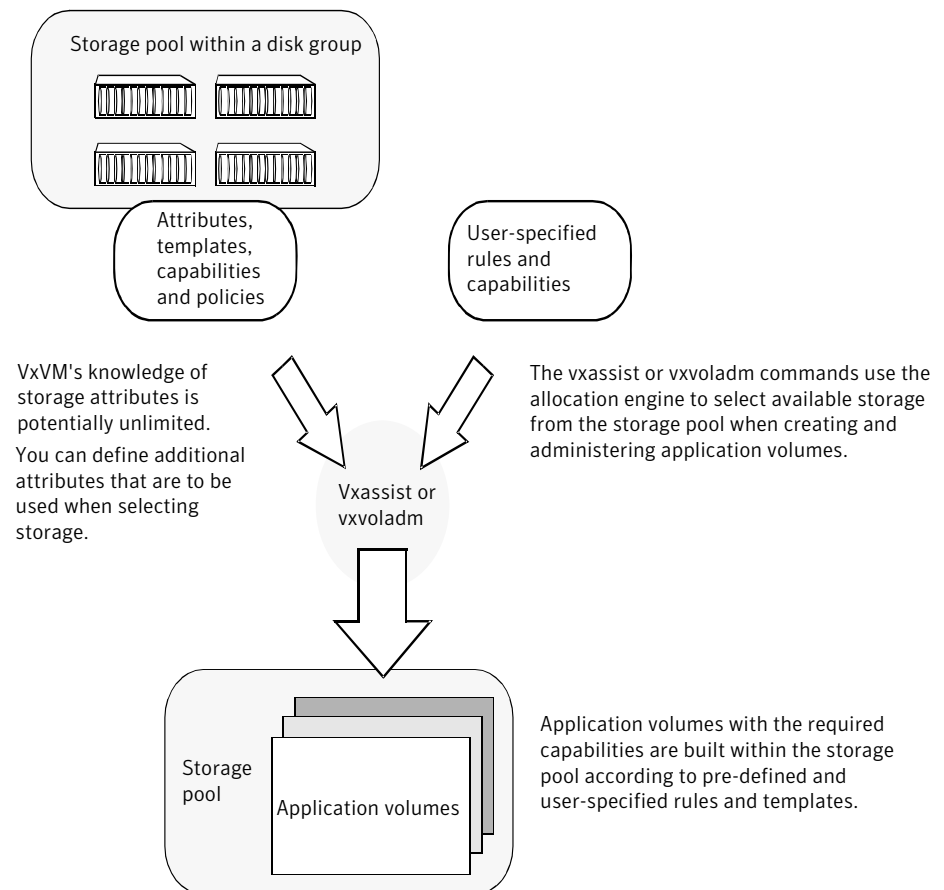 Storage pool within a disk group
Attributes,
templates,
capabilities
and policies
User-specified
rules and
capabilities
VxVM's knowledge of
storage attributes is
potentially unlimited.
You can define additional
attributes that are to be
used when selecting
storage.
The vxassist or vxvoladm commands use the
allocation engine to select available storage
from the storage pool when creating and
administering application volumes.
Vxassist or
vxvoladm
Storage
pool
Application volumes
Application volumes with the required
capabilities are built within the storage
pool according to pre-defined and
user-specified rules and templates.